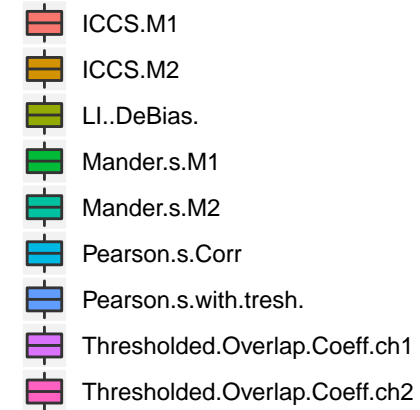 ICCS.M1
ICCS.M2
LI..DeBias.
Mander.s.M1
Mander.s.M2
Pearson.s.Corr
Pearson.s.with.tresh.
Thresholded.Overlap.Coeff.ch1
Thresholded.Overlap.Coeff.ch2